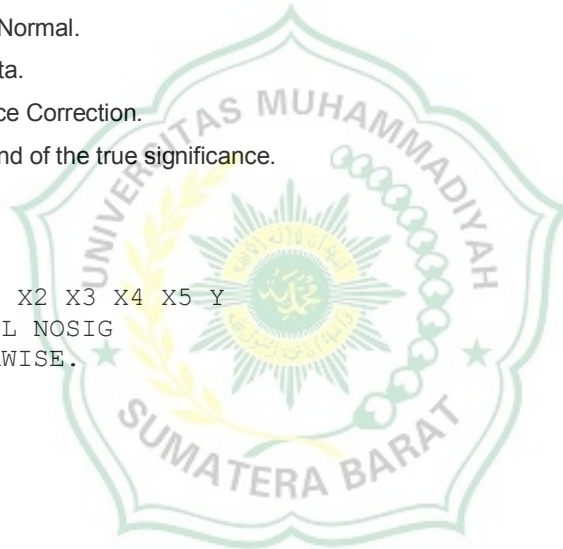 Normal.
ta.
ce Correction.
nd of the true significance.
X2 X3 X4 X5 Y
L NOSIG
WISE.
UNIVERSITAS MUHAMMADIYAH
SUMATERA BARAT